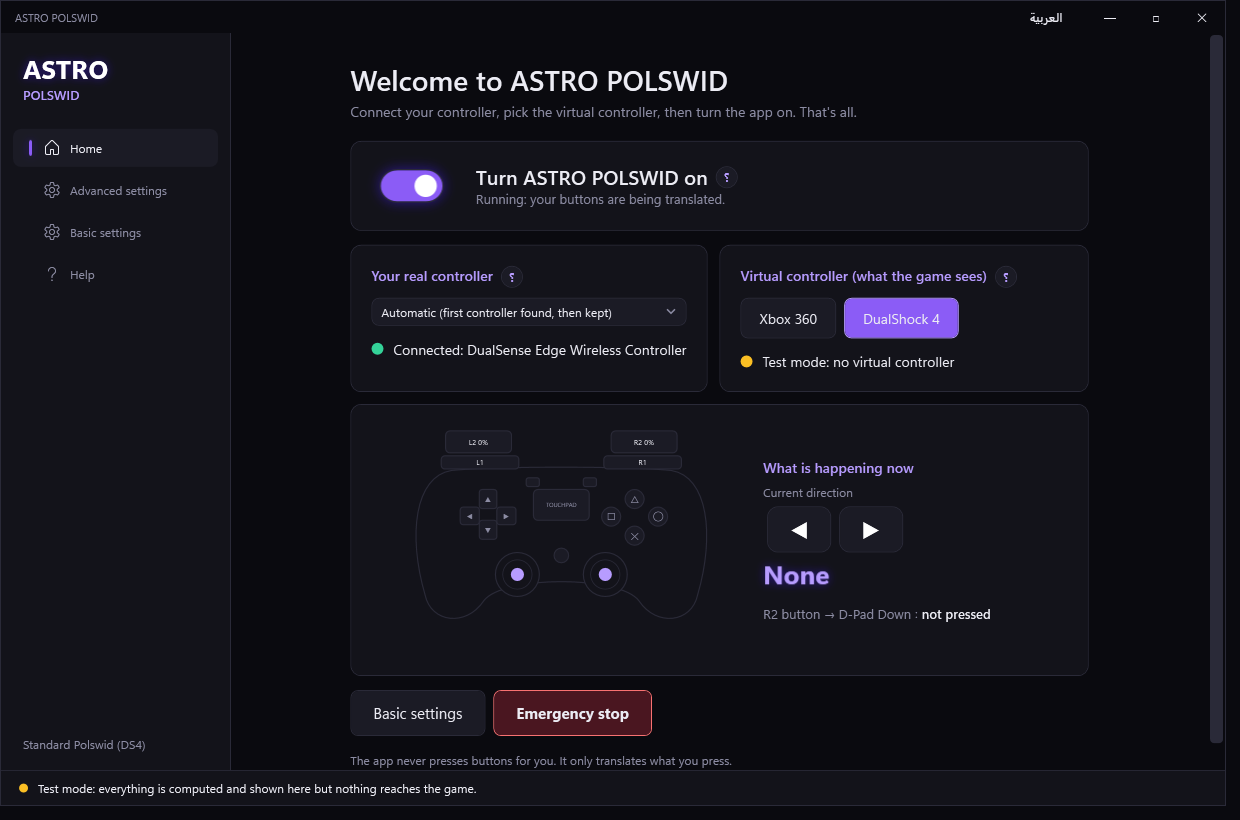 ASTRO POLSWID
العربية
ASTRO
POLSWID
Home
Advanced settings
Basic settings
Help
Standard Polswid (DS4)
Welcome to ASTRO POLSWID
Connect your controller, pick the virtual controller, then turn the app on. That's all.
Turn ASTRO POLSWID on ؟
Running: your buttons are being translated.
Your real controller ؟
Automatic (first controller found, then kept)
Connected: DualSense Edge Wireless Controller
Virtual controller (what the game sees) ؟
Xbox 360
DualShock 4
Test mode: no virtual controller
L2 0%
R2 0%
L1
R1
TOUCHPAD
What is happening now
Current direction
None
R2 button → D-Pad Down : not pressed
Basic settings
Emergency stop
The app never presses buttons for you. It only translates what you press.
Test mode: everything is computed and shown here but nothing reaches the game.